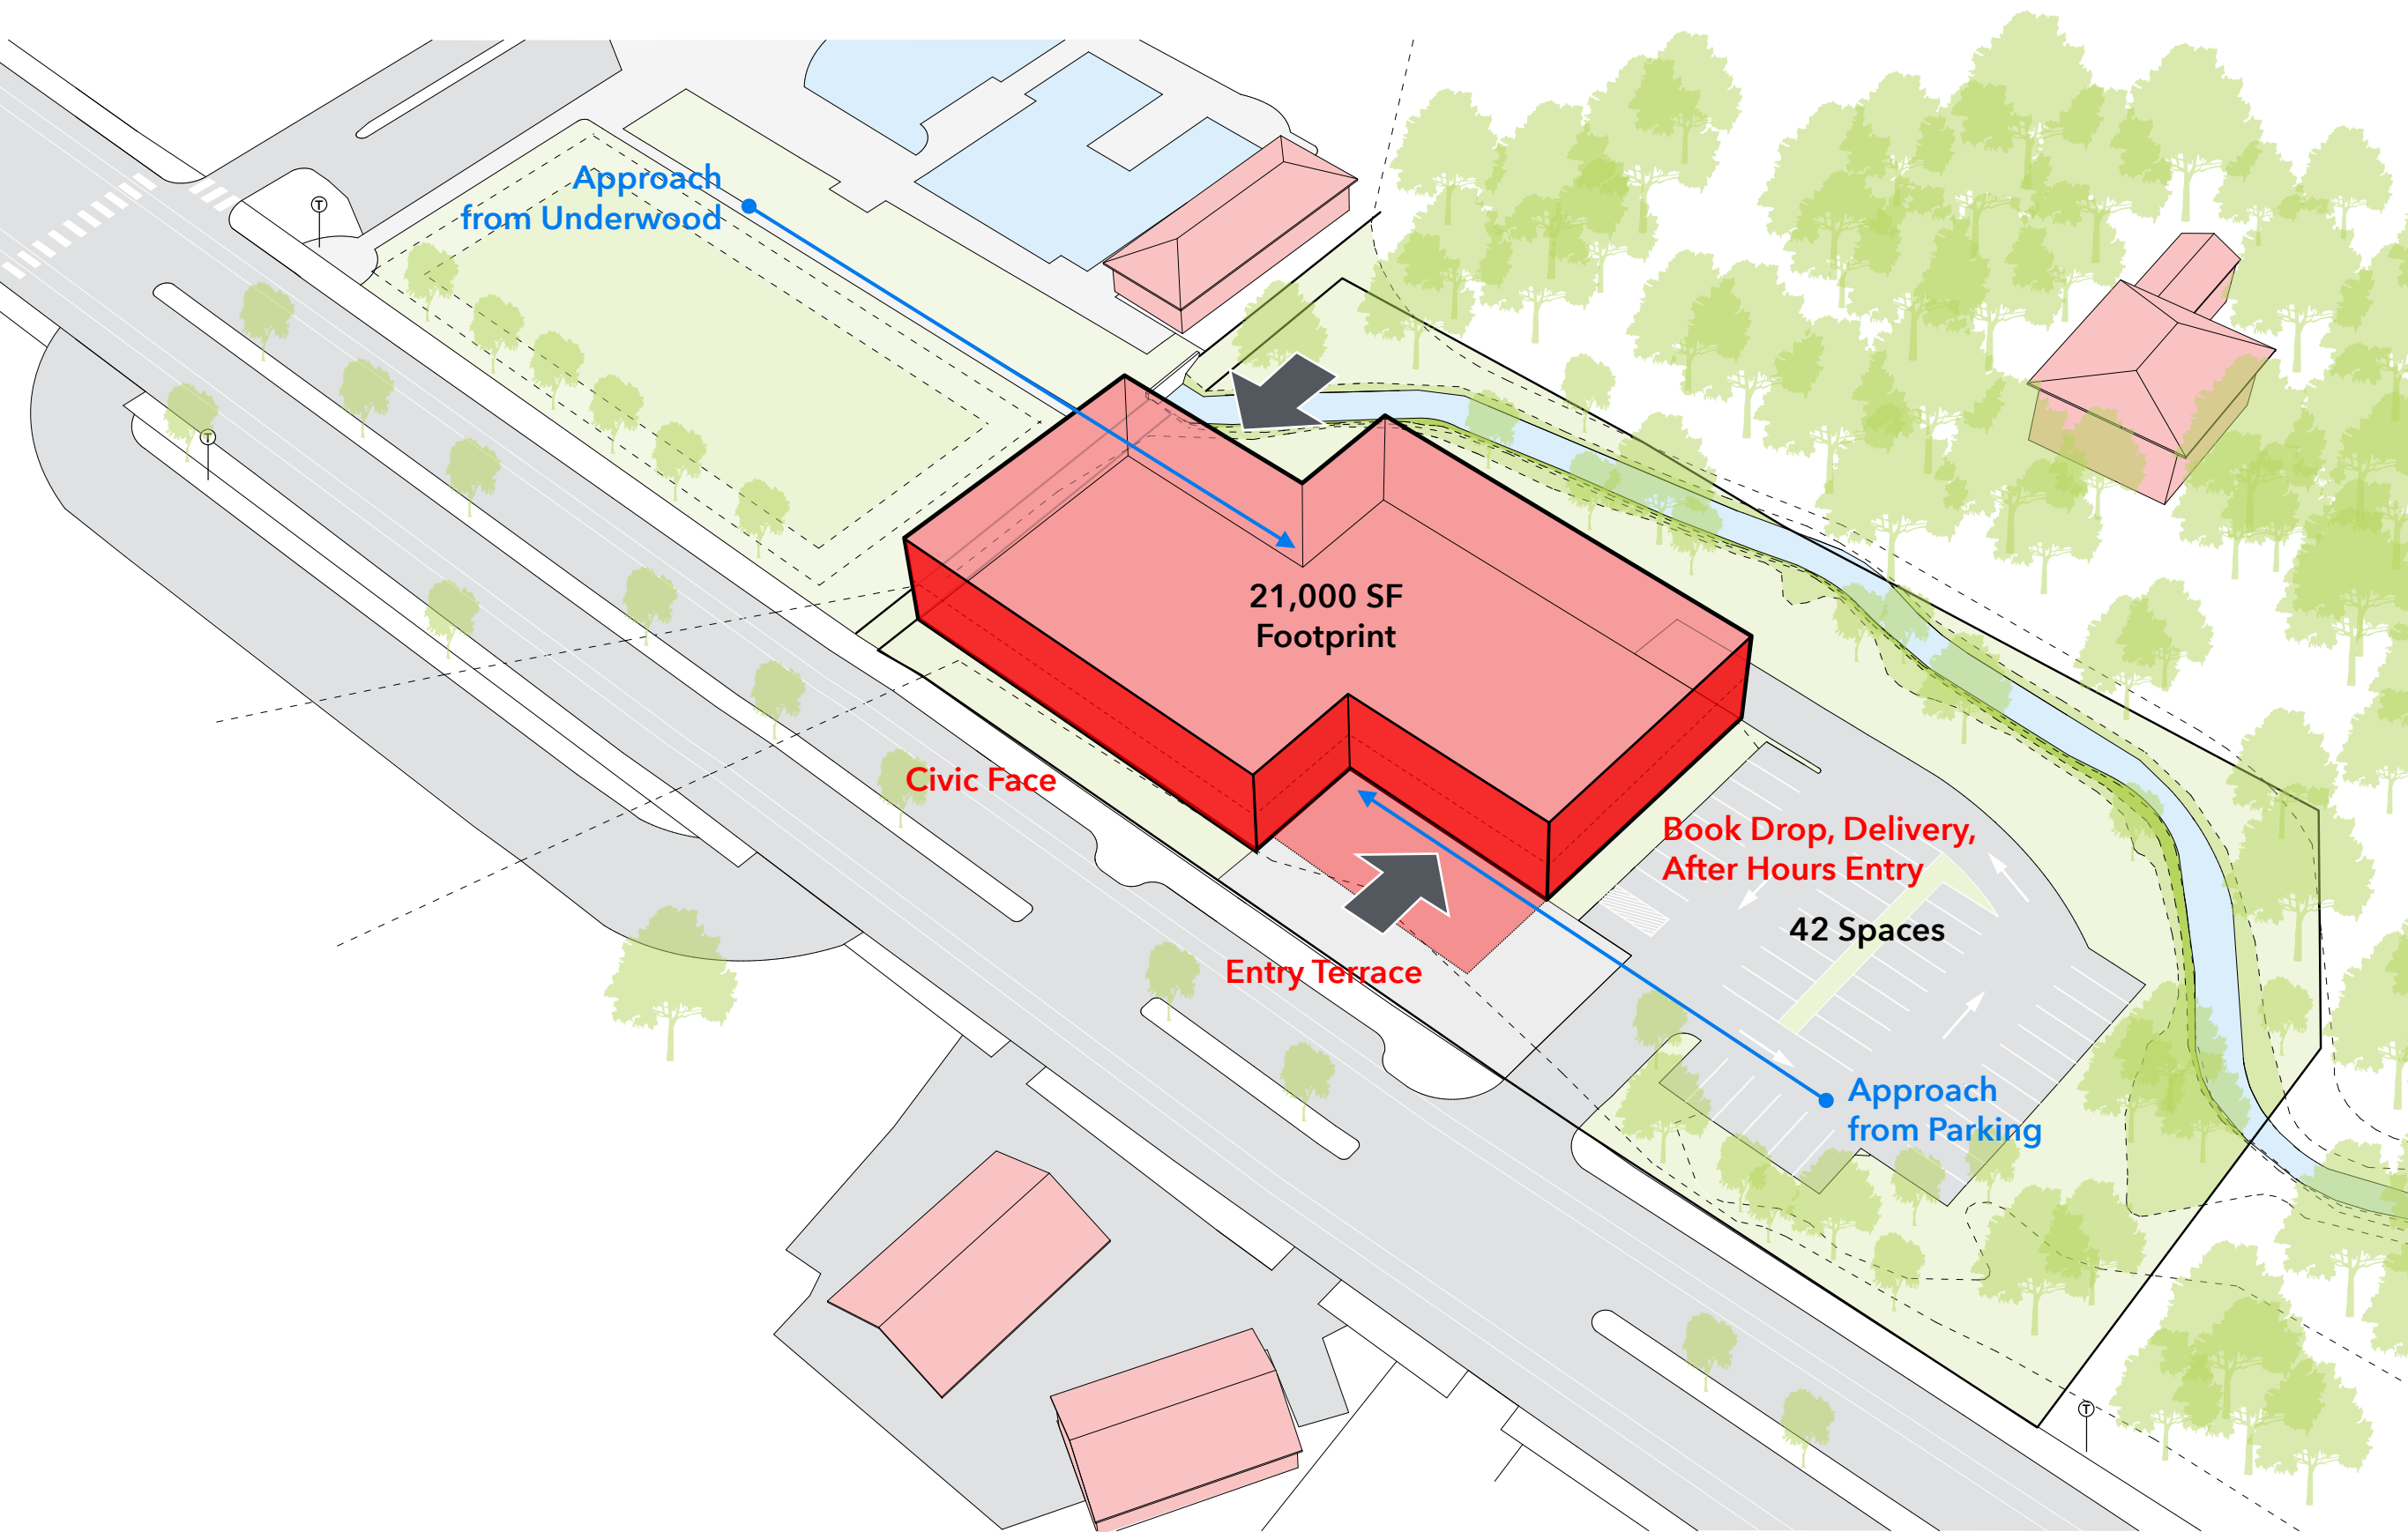 Approach
from Underwood
T
T
21,000 SF
Footprint
Civic Face
Book Drop, Delivery,
After Hours Entry
42 Spaces
Entry Terrace
Approach
from Parking
T